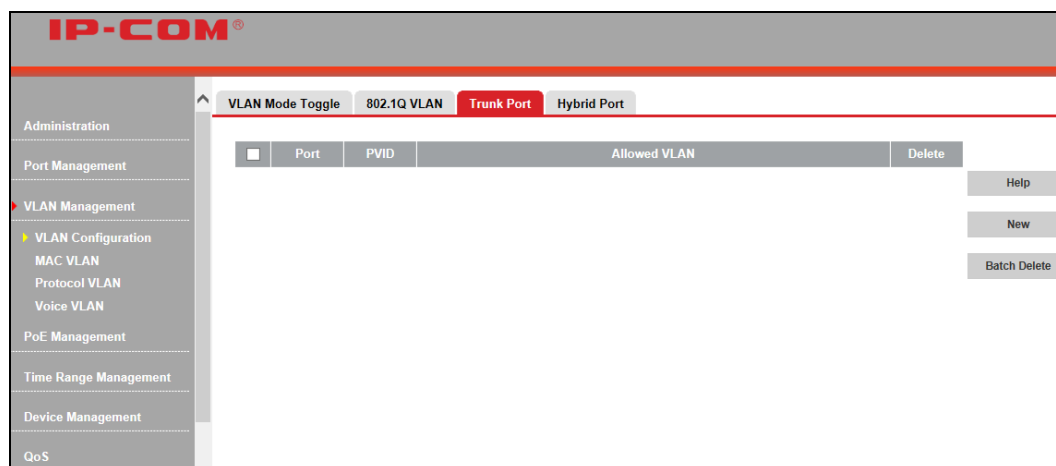 IP-COM®
VLAN Mode Toggle 802.1Q VLAN Trunk Port Hybrid Port
Administration
Port Management
VLAN Management
VLAN Configuration
MAC VLAN
Protocol VLAN
Voice VLAN
PoE Management
Time Range Management
Device Management
QoS
Port PVID Allowed VLAN Delete
Help
New
Batch Delete